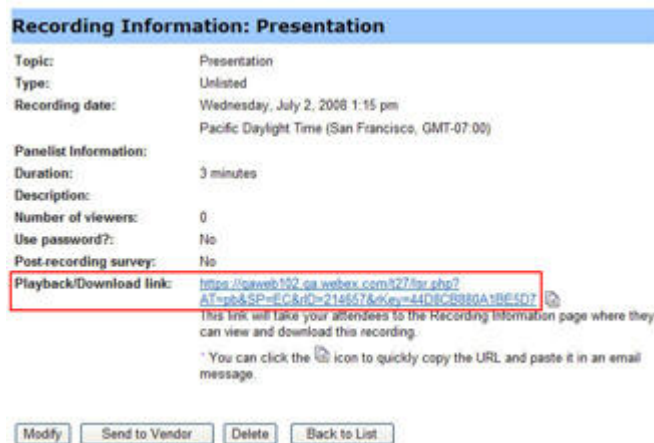 Recording Information: Presentation
Topic: Presentation
Type: Unlisted
Recording date: Wednesday, July 2, 2008 1:15 pm
Pacific Daylight Time (San Francisco, GMT-07:00)
Panelist Information:
Duration: 3 minutes
Description:
Number of viewers: 0
Use password?: No
Post-recording survey: No
Playback/Download link: https://qaweb102.qa.webex.com/t27/lsr.php?
AT=pb&SP=EC&rID=214657&rKey=44D8CB880A1BE5D7
This link will take your attendees to the Recording Information page where they
can view and download this recording.
* You can click the icon to quickly copy the URL and paste it in an email
message.
Modify Send to Vendor Delete Back to List